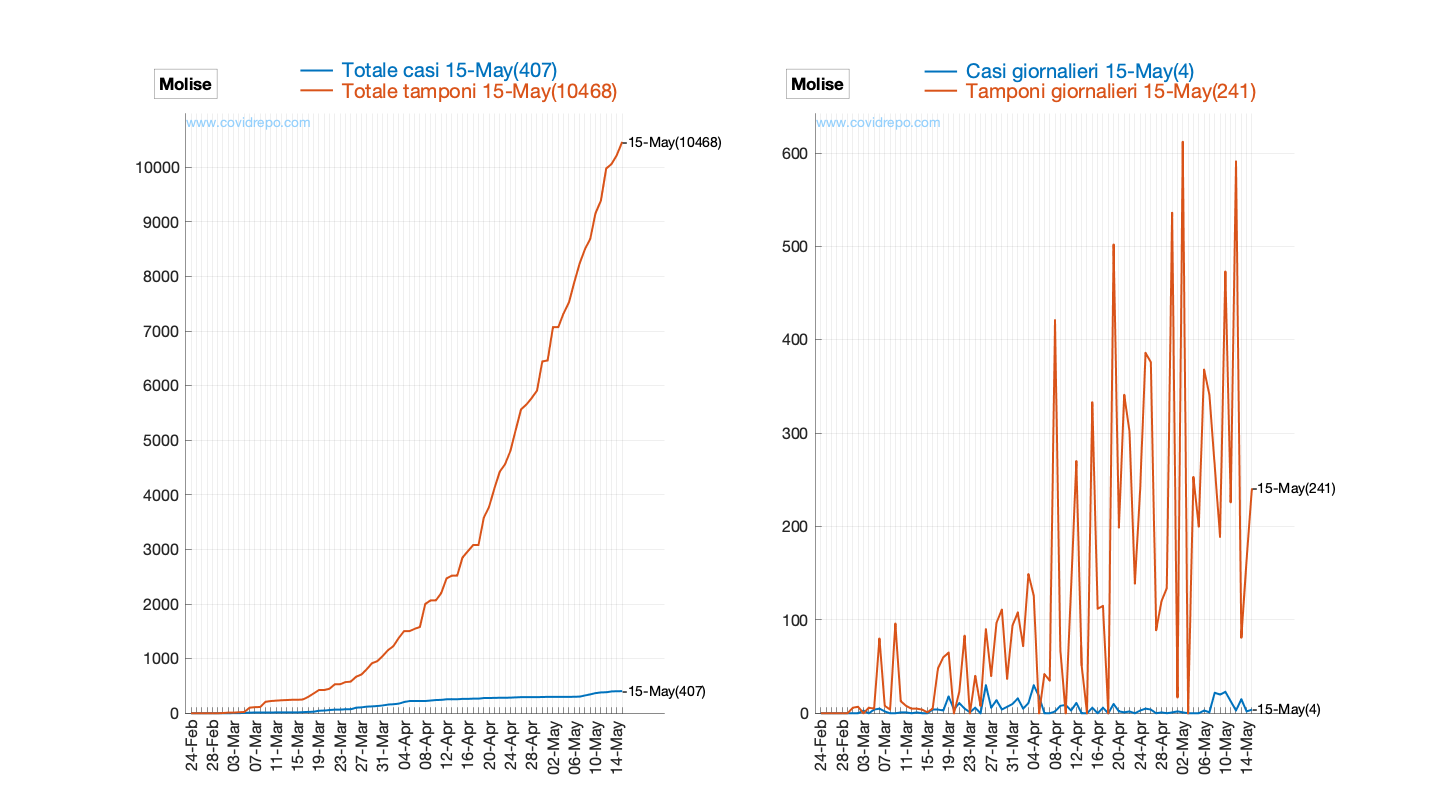 Molise
Totale casi 15-May(407)
Totale tamponi 15-May(10468)
www.covidrepo.com
15-May(10468)
10000
9000
8000
7000
6000
5000
4000
3000
2000
1000
0
15-May(407)
24-Feb
28-Feb
03-Mar
07-Mar
11-Mar
15-Mar
19-Mar
23-Mar
27-Mar
31-Mar
04-Apr
08-Apr
12-Apr
16-Apr
20-Apr
24-Apr
28-Apr
02-May
06-May
10-May
14-May
Molise
Casi giornalieri 15-May(4)
Tamponi giornalieri 15-May(241)
www.covidrepo.com
600
500
400
300
200
100
0
15-May(241)
15-May(4)
24-Feb
28-Feb
03-Mar
07-Mar
11-Mar
15-Mar
19-Mar
23-Mar
27-Mar
31-Mar
04-Apr
08-Apr
12-Apr
16-Apr
20-Apr
24-Apr
28-Apr
02-May
06-May
10-May
14-May